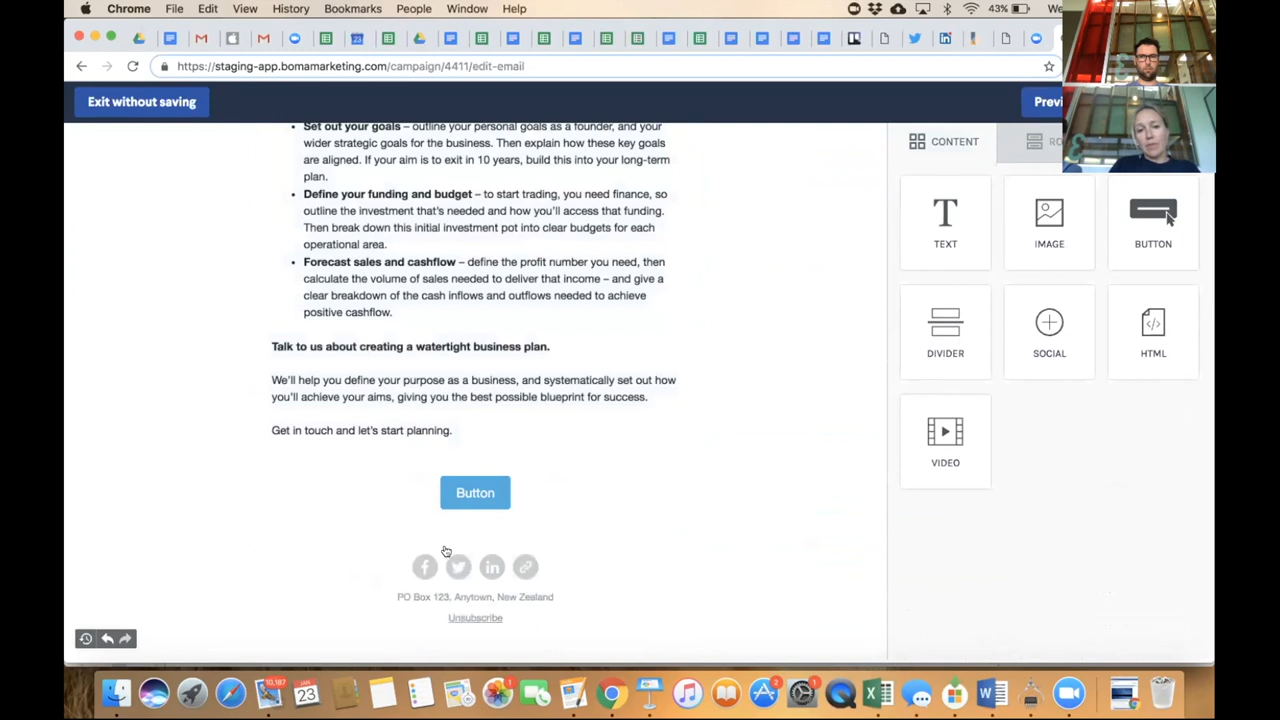 Chrome File Edit View History Bookmarks People Window Help
43% We
https://staging-app.bomamarketing.com/campaign/4411/edit-email
Exit without saving
Previ
CONTENT
RO
• Set out your goals – outline your personal goals as a founder, and your
wider strategic goals for the business. Then explain how these key goals
are aligned. If your aim is to exit in 10 years, build this into your long-term
plan.
• Define your funding and budget – to start trading, you need finance, so
outline the investment that's needed and how you'll access that funding.
Then break down this initial investment pot into clear budgets for each
operational area.
• Forecast sales and cashflow – define the profit number you need, then
calculate the volume of sales needed to deliver that income – and give a
clear breakdown of the cash inflows and outflows needed to achieve
positive cashflow.
Talk to us about creating a watertight business plan.
We'll help you define your purpose as a business, and systematically set out how
you'll achieve your aims, giving you the best possible blueprint for success.
Get in touch and let's start planning.
Button
PO Box 123, Anytown, New Zealand
Unsubscribe
TEXT
IMAGE
BUTTON
DIVIDER
SOCIAL
HTML
VIDEO
10,187
JAN
23
1
2
1